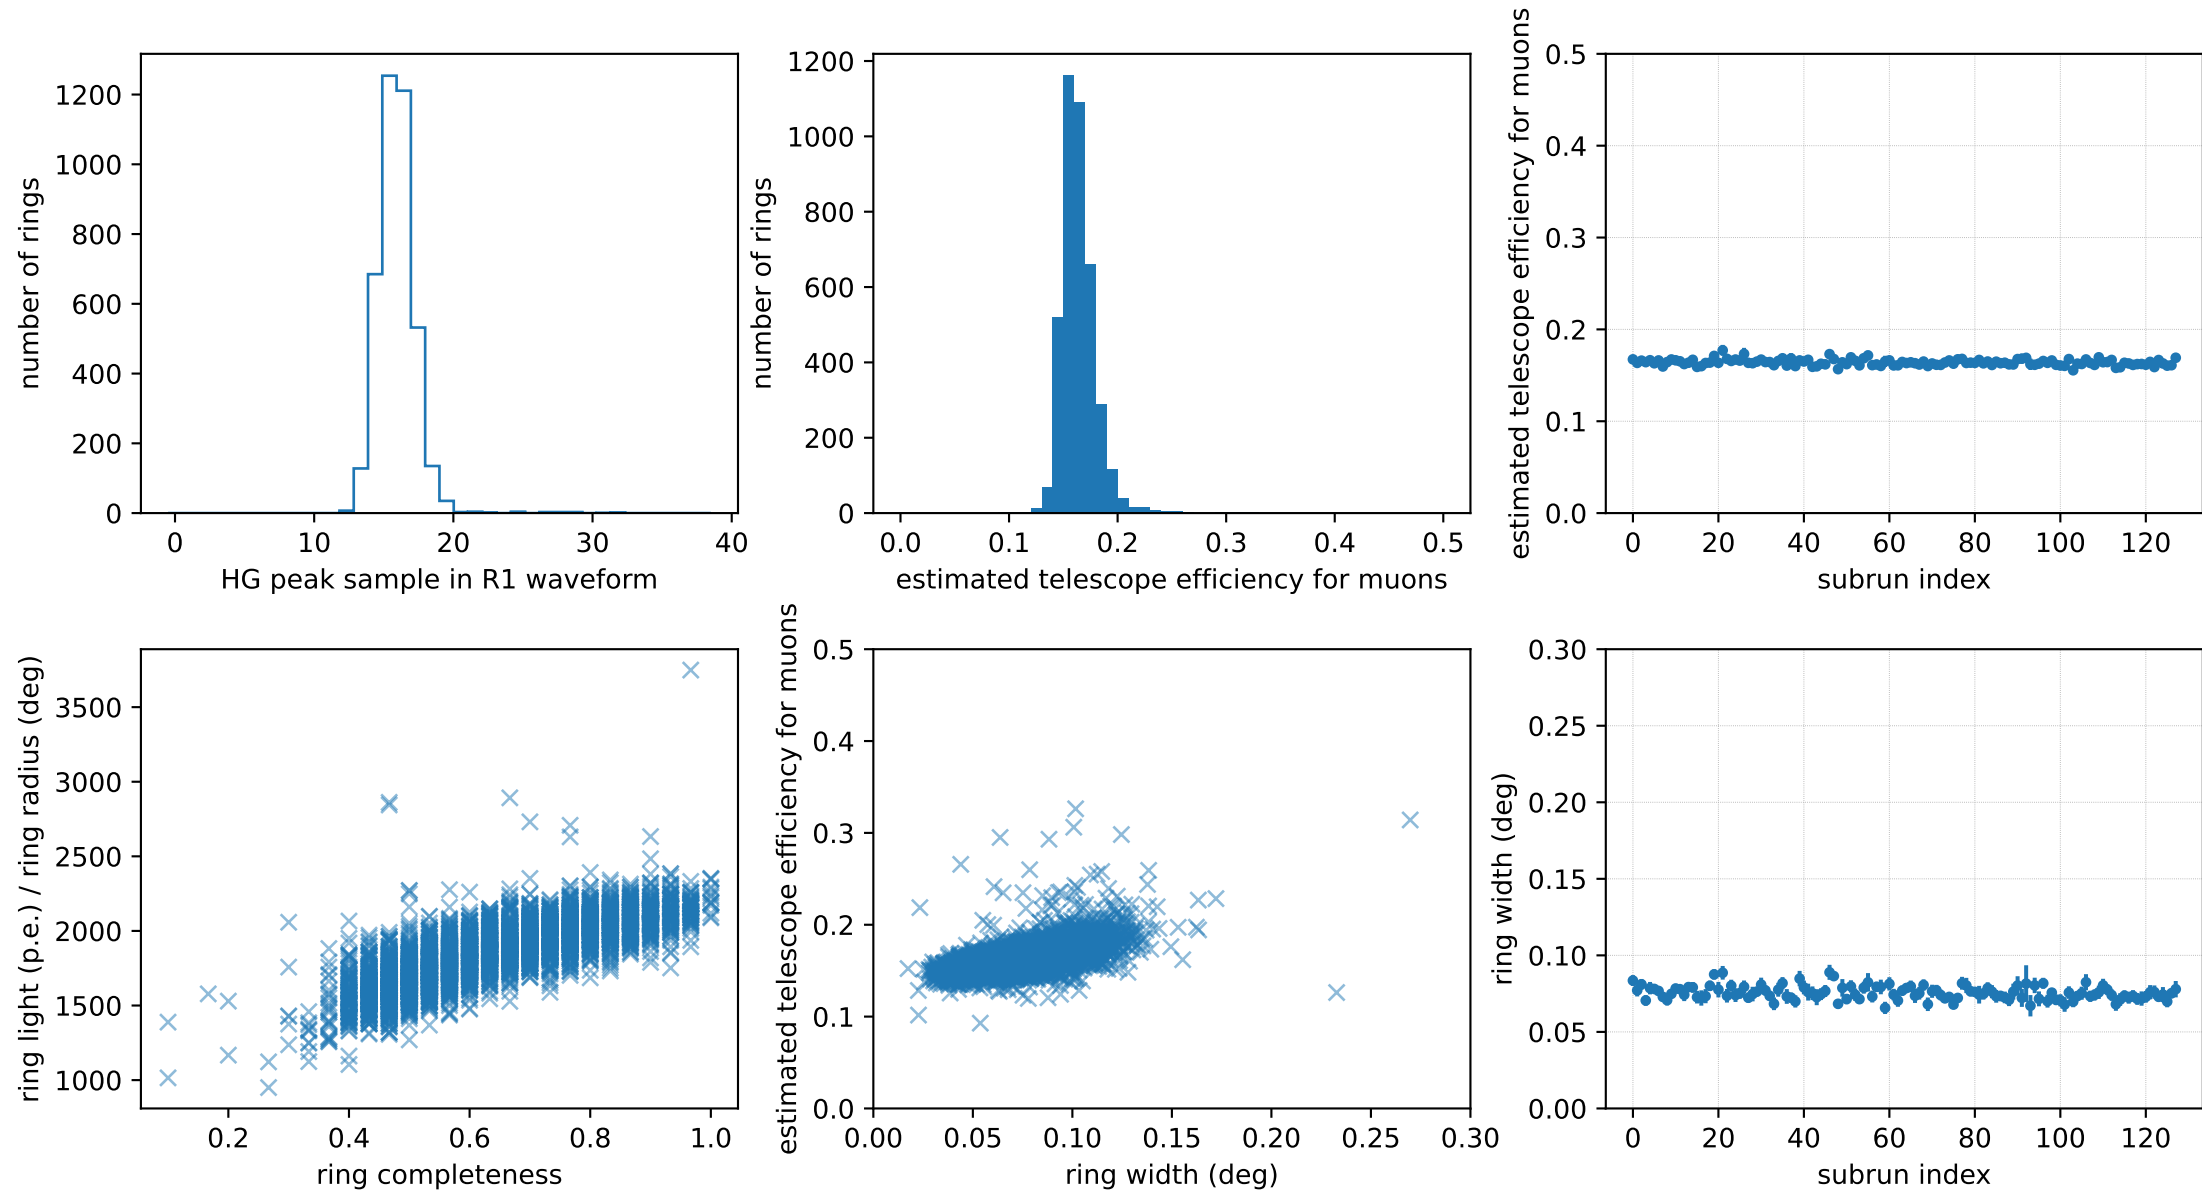 number of rings
1200
1000
800
600
400
200
0
0 10 20 30 40
HG peak sample in R1 waveform
number of rings
1200
1000
800
600
400
200
0
0.0 0.1 0.2 0.3 0.4 0.5
estimated telescope efficiency for muons
estimated telescope efficiency for muons
0.5
0.4
0.3
0.2
0.1
0.0
0 20 40 60 80 100 120
subrun index
ring light (p.e.) / ring radius (deg)
3500
3000
2500
2000
1500
1000
0.2 0.4 0.6 0.8 1.0
ring completeness
estimated telescope efficiency for muons
0.5
0.4
0.3
0.2
0.1
0.0
0.00 0.05 0.10 0.15 0.20 0.25 0.30
ring width (deg)
ring width (deg)
0.30
0.25
0.20
0.15
0.10
0.05
0.00
0 20 40 60 80 100 120
subrun index